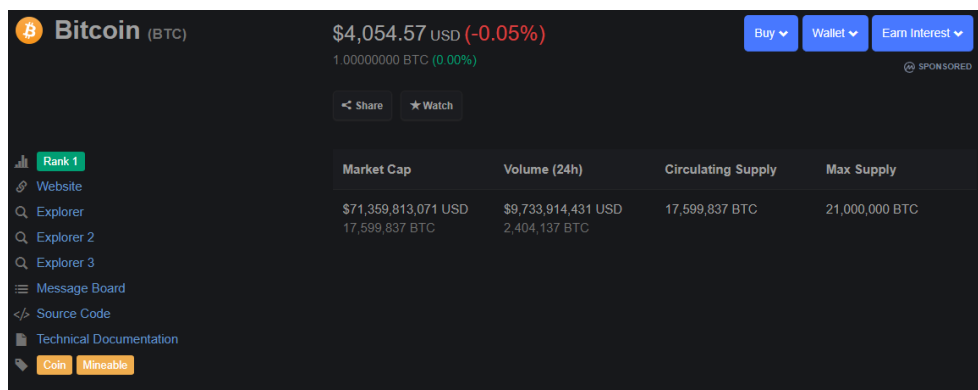 Bitcoin (BTC)
$4,054.57 USD (-0.05%)
1.00000000 BTC (0.00%)
Buy
Wallet
Earn Interest
SPONSORED
Share
Watch
Rank 1
Website
Explorer
Explorer 2
Explorer 3
Message Board
Source Code
Technical Documentation
Coin Mineable
Market Cap Volume (24h) Circulating Supply Max Supply
$71,359,813,071 USD $9,733,914,431 USD 17,599,837 BTC 21,000,000 BTC
17,599,837 BTC 2,404,137 BTC